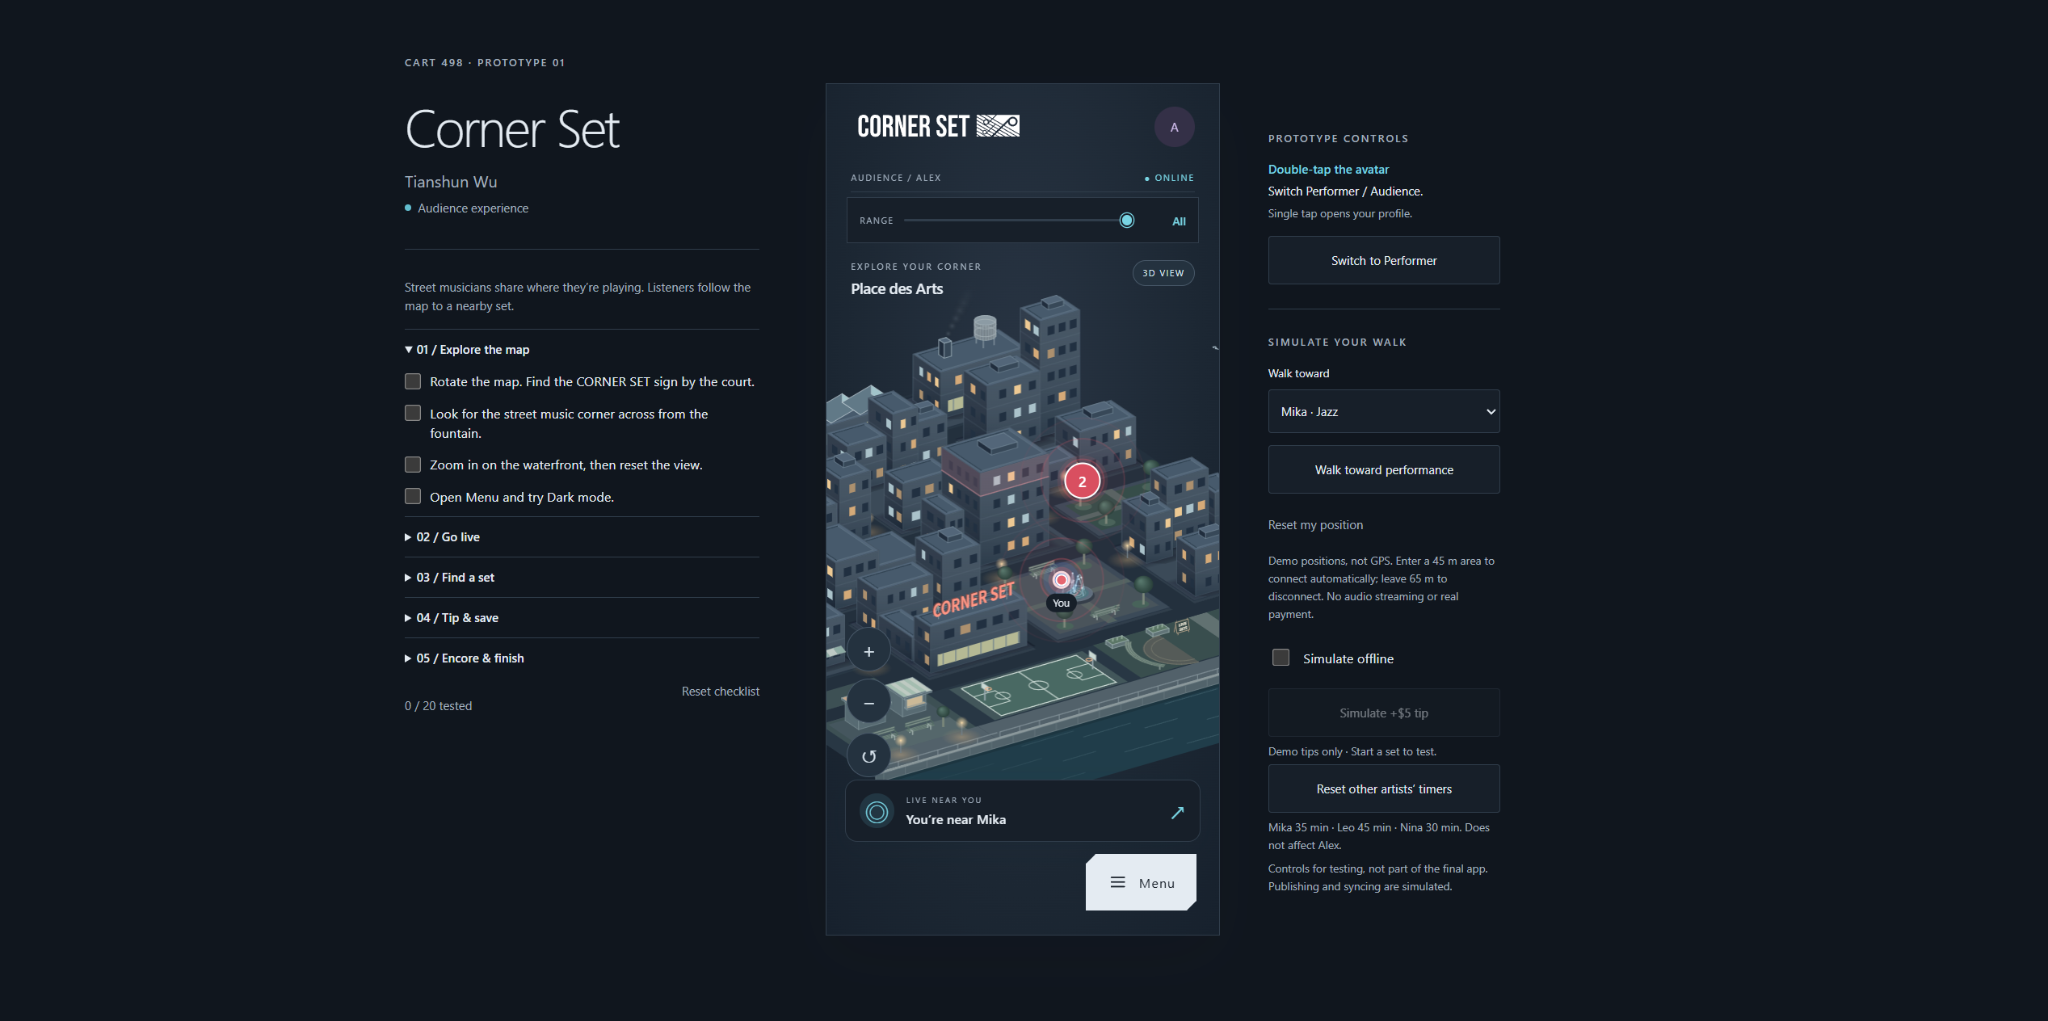 CART 498 · PROTOTYPE 01
Corner Set
Tianshun Wu
Audience experience
Street musicians share where they're playing. Listeners follow the
map to a nearby set.
01 / Explore the map
Rotate the map. Find the CORNER SET sign by the court.
Look for the street music corner across from the
fountain.
Zoom in on the waterfront, then reset the view.
Open Menu and try Dark mode.
02 / Go live
03 / Find a set
04 / Tip & save
05 / Encore & finish
Reset checklist
0 / 20 tested
CORNER SET
A
AUDIENCE / ALEX
ONLINE
RANGE
All
EXPLORE YOUR CORNER
Place des Arts
3D VIEW
2
You
CORNER SET
+
−
↺
LIVE NEAR YOU
You're near Mika
↗
Menu
PROTOTYPE CONTROLS
Double-tap the avatar
Switch Performer / Audience.
Single tap opens your profile.
Switch to Performer
SIMULATE YOUR WALK
Walk toward
Mika · Jazz
Walk toward performance
Reset my position
Demo positions, not GPS. Enter a 45 m area to
connect automatically; leave 65 m to
disconnect. No audio streaming or real
payment.
Simulate offline
Simulate +$5 tip
Demo tips only · Start a set to test.
Reset other artists' timers
Mika 35 min · Leo 45 min · Nina 30 min. Does
not affect Alex.
Controls for testing, not part of the final app.
Publishing and syncing are simulated.